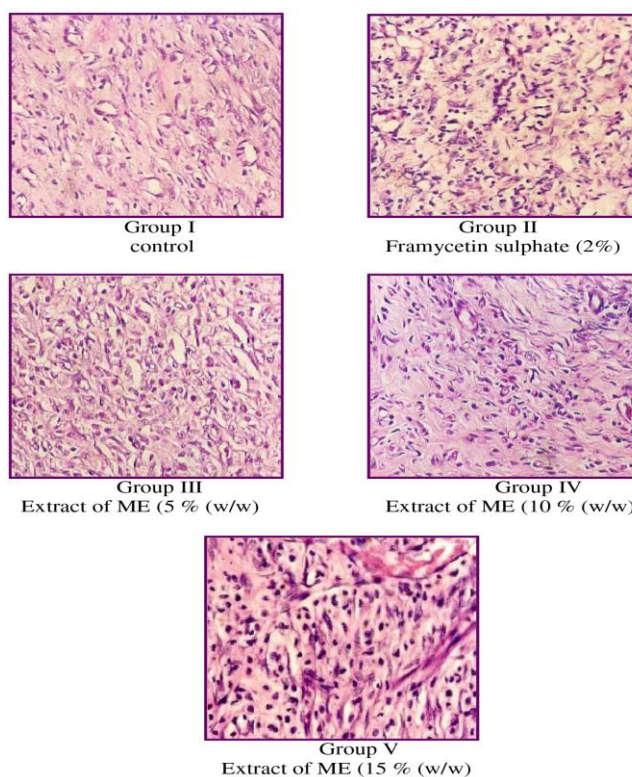 Group I
control
Group II
Framycetin sulphate (2%)
Group III
Extract of ME (5 % (w/w)
Group IV
Extract of ME (10 % (w/w)
Group V
Extract of ME (15 % (w/w)